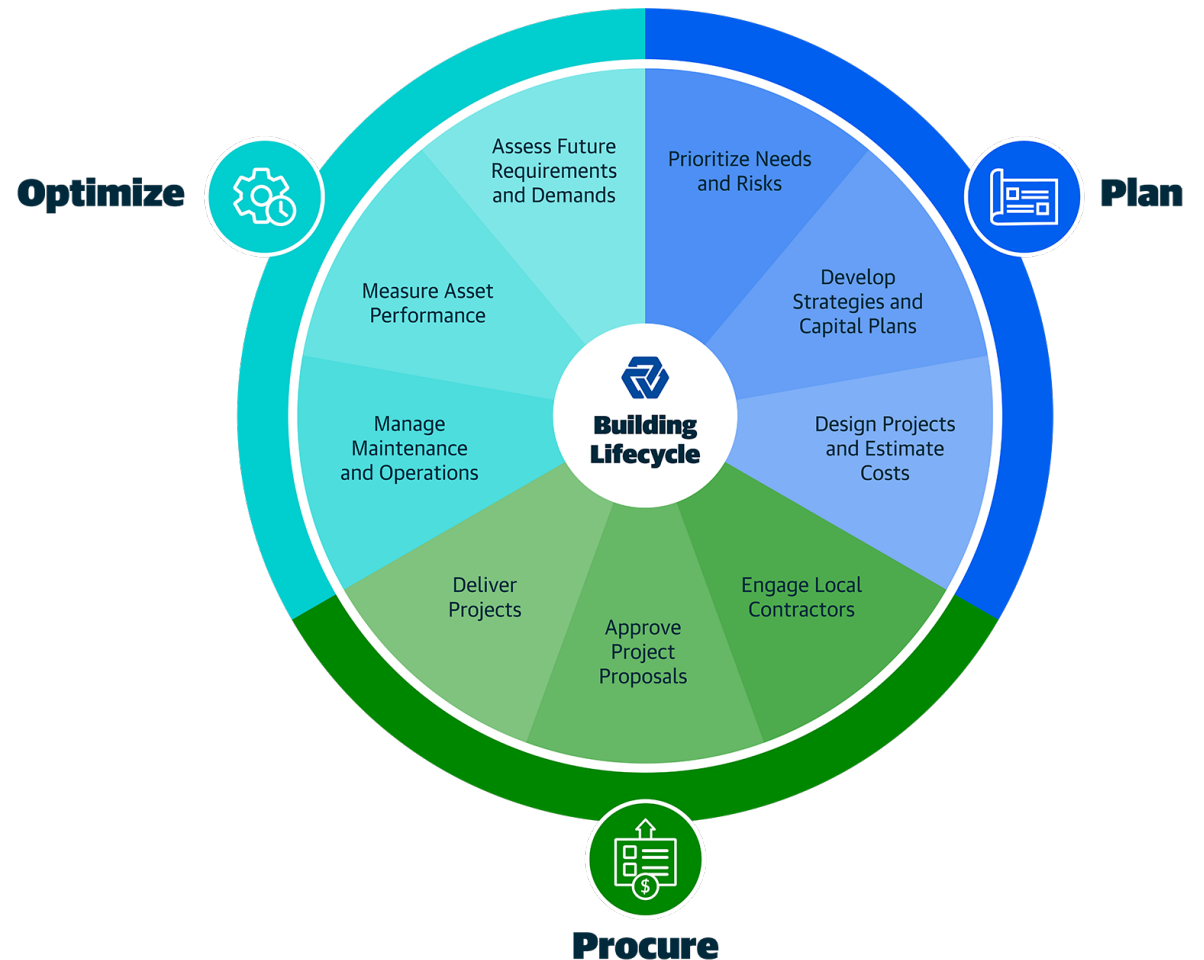 Optimize
Plan
Procure
Building
Lifecycle
Prioritize Needs
and Risks
Develop
Strategies and
Capital Plans
Design Projects
and Estimate
Costs
Engage Local
Contractors
Approve
Project
Proposals
Deliver
Projects
Manage
Maintenance
and Operations
Measure Asset
Performance
Assess Future
Requirements
and Demands
$